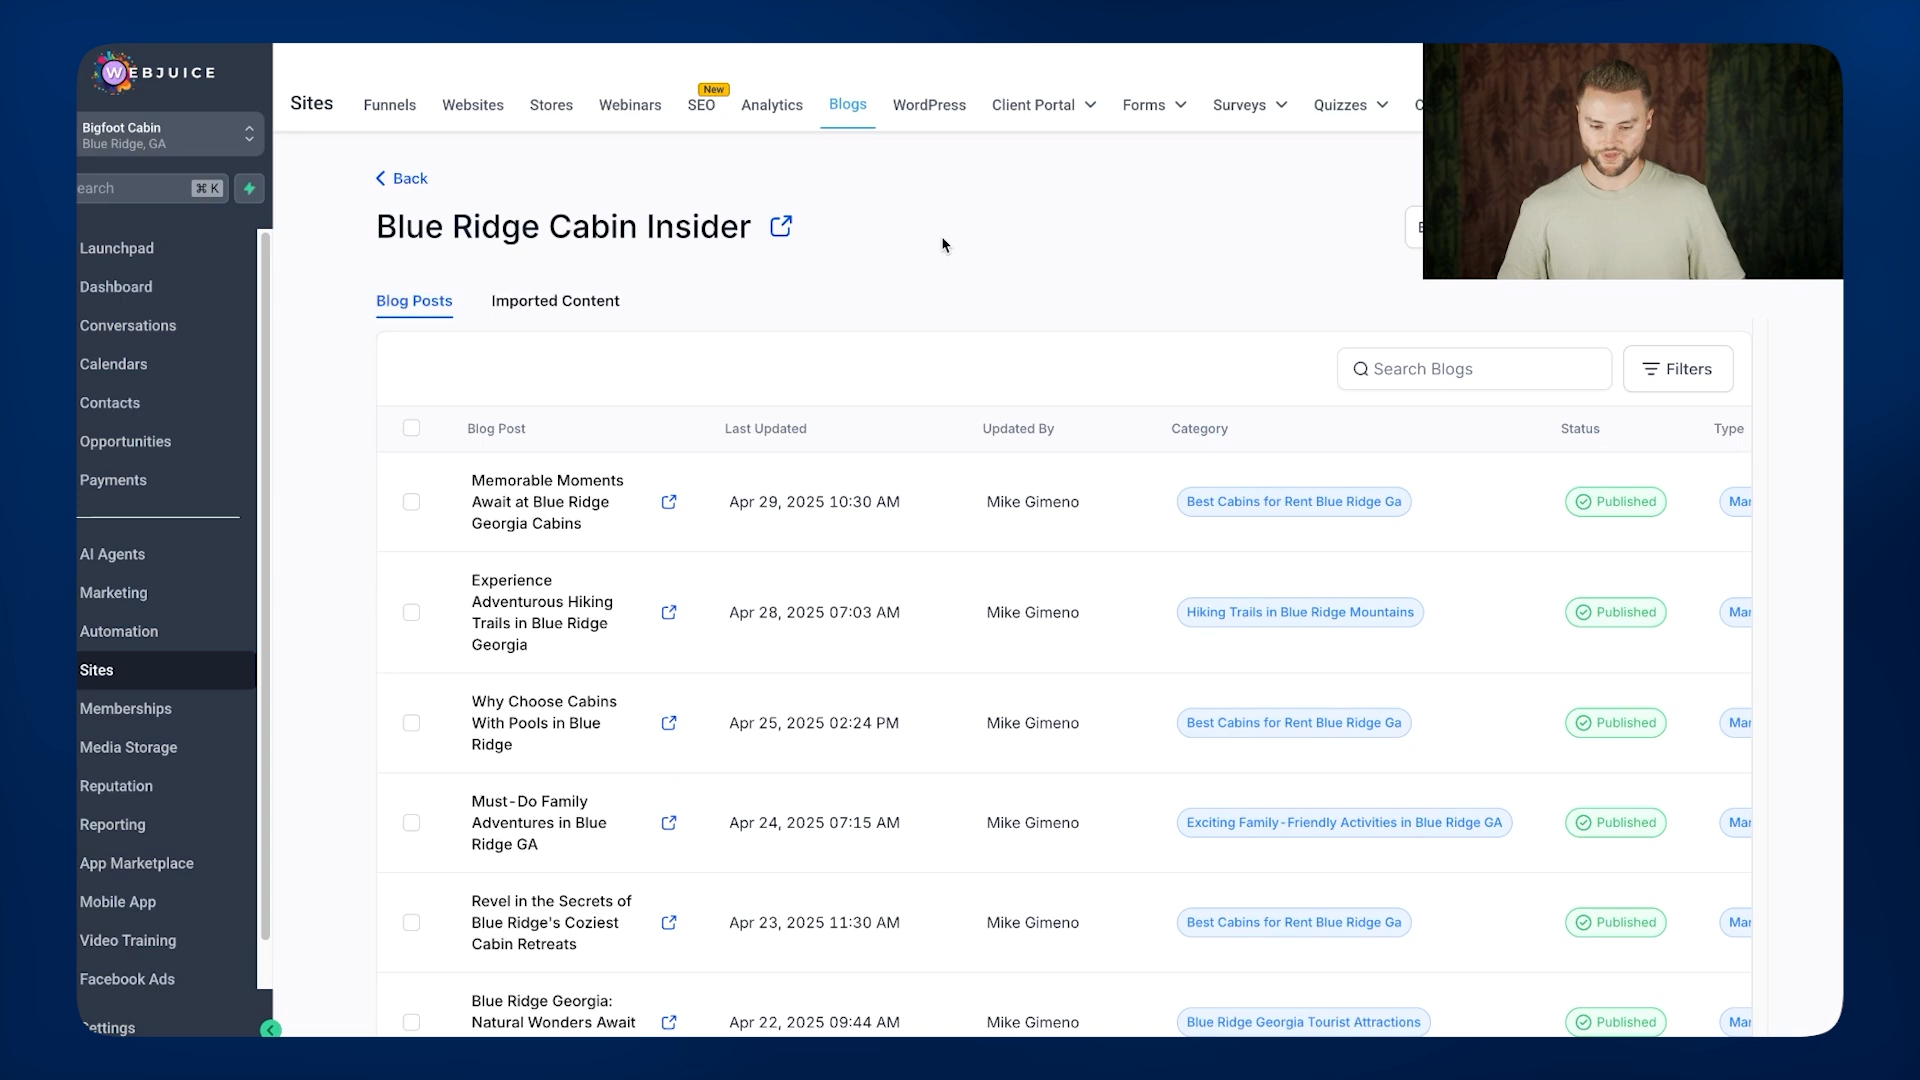 WEBJUICE
Bigfoot Cabin
Blue Ridge, GA
earch ⌘ K
Launchpad
Dashboard
Conversations
Calendars
Contacts
Opportunities
Payments
AI Agents
Marketing
Automation
Sites
Memberships
Media Storage
Reputation
Reporting
App Marketplace
Mobile App
Video Training
Facebook Ads
ettings
New
Sites Funnels Websites Stores Webinars SEO Analytics Blogs WordPress Client Portal Forms Surveys Quizzes
Back
Blue Ridge Cabin Insider
Blog Posts Imported Content
Search Blogs Filters
Blog Post Last Updated Updated By Category Status Type
Memorable Moments
Await at Blue Ridge
Georgia Cabins
Apr 29, 2025 10:30 AM Mike Gimeno Best Cabins for Rent Blue Ridge Ga Published Mar
Experience
Adventurous Hiking
Trails in Blue Ridge
Georgia
Apr 28, 2025 07:03 AM Mike Gimeno Hiking Trails in Blue Ridge Mountains Published Mar
Why Choose Cabins
With Pools in Blue
Ridge
Apr 25, 2025 02:24 PM Mike Gimeno Best Cabins for Rent Blue Ridge Ga Published Mar
Must-Do Family
Adventures in Blue
Ridge GA
Apr 24, 2025 07:15 AM Mike Gimeno Exciting Family-Friendly Activities in Blue Ridge GA Published Mar
Revel in the Secrets of
Blue Ridge's Coziest
Cabin Retreats
Apr 23, 2025 11:30 AM Mike Gimeno Best Cabins for Rent Blue Ridge Ga Published Mar
Blue Ridge Georgia:
Natural Wonders Await
Apr 22, 2025 09:44 AM Mike Gimeno Blue Ridge Georgia Tourist Attractions Published Mar